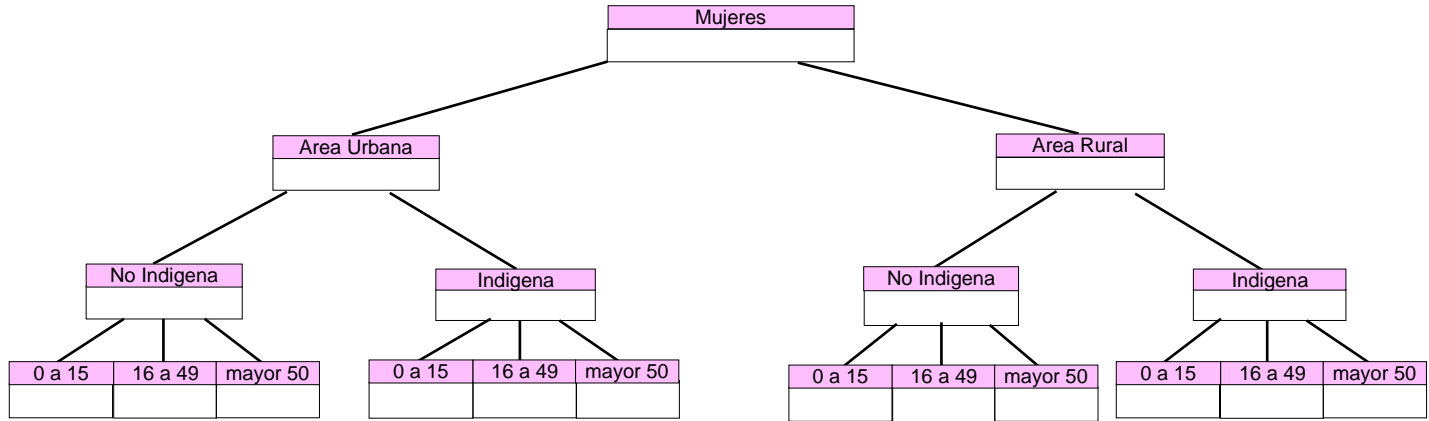 Mujeres
Area Urbana
Area Rural
No Indigena
Indigena
No Indigena
Indigena
0 a 15 16 a 49 mayor 50
0 a 15 16 a 49 mayor 50
0 a 15 16 a 49 mayor 50
0 a 15 16 a 49 mayor 50